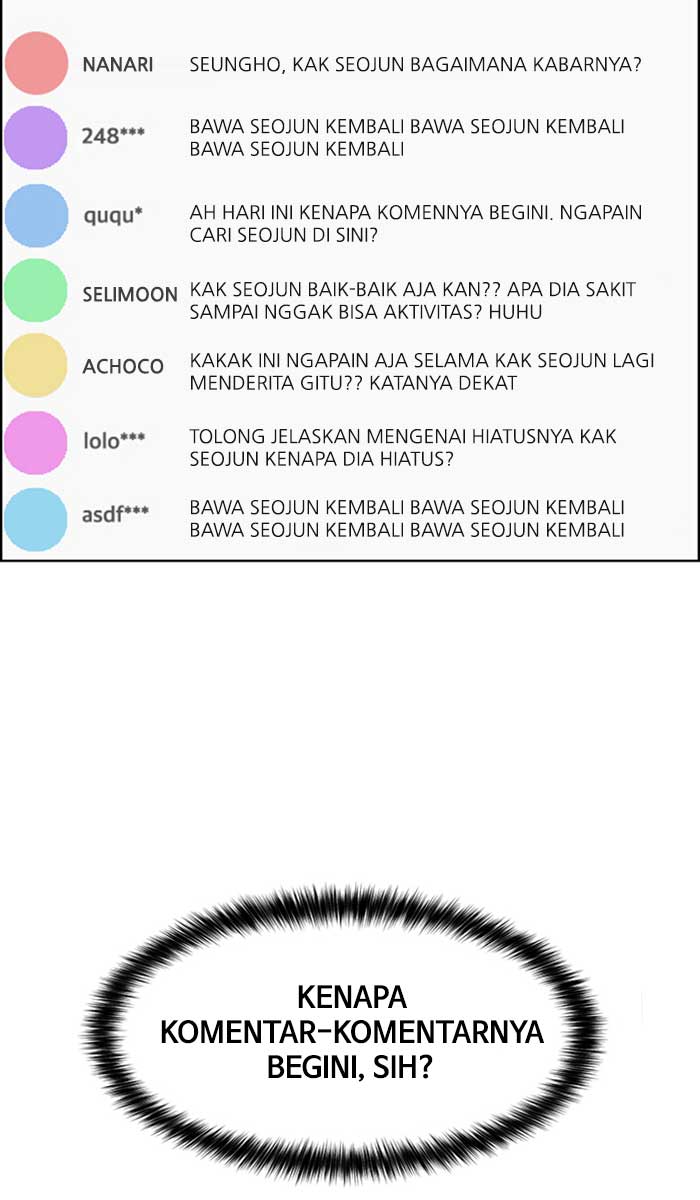 NANARI SEUNGHO, KAK SEOJUN BAGAIMANA KABARNYA?
248*** BAWA SEOJUN KEMBALI BAWA SEOJUN KEMBALI
BAWA SEOJUN KEMBALI
ququ* AH HARI INI KENAPA KOMENNYA BEGINI. NGAPAIN
CARI SEOJUN DI SINI?
SELIMOON KAK SEOJUN BAIK-BAIK AJA KAN?? APA DIA SAKIT
SAMPAI NGGAK BISA AKTIVITAS? HUHU
ACHOCO KAKAK INI NGAPAIN AJA SELAMA KAK SEOJUN LAGI
MENDERITA GITU?? KATANYA DEKAT
lolo*** TOLONG JELASKAN MENGENAI HIATUSNYA KAK
SEOJUN KENAPA DIA HIATUS?
asdf*** BAWA SEOJUN KEMBALI BAWA SEOJUN KEMBALI
BAWA SEOJUN KEMBALI BAWA SEOJUN KEMBALI
KENAPA
KOMENTAR-KOMENTARNYA
BEGINI, SIH?